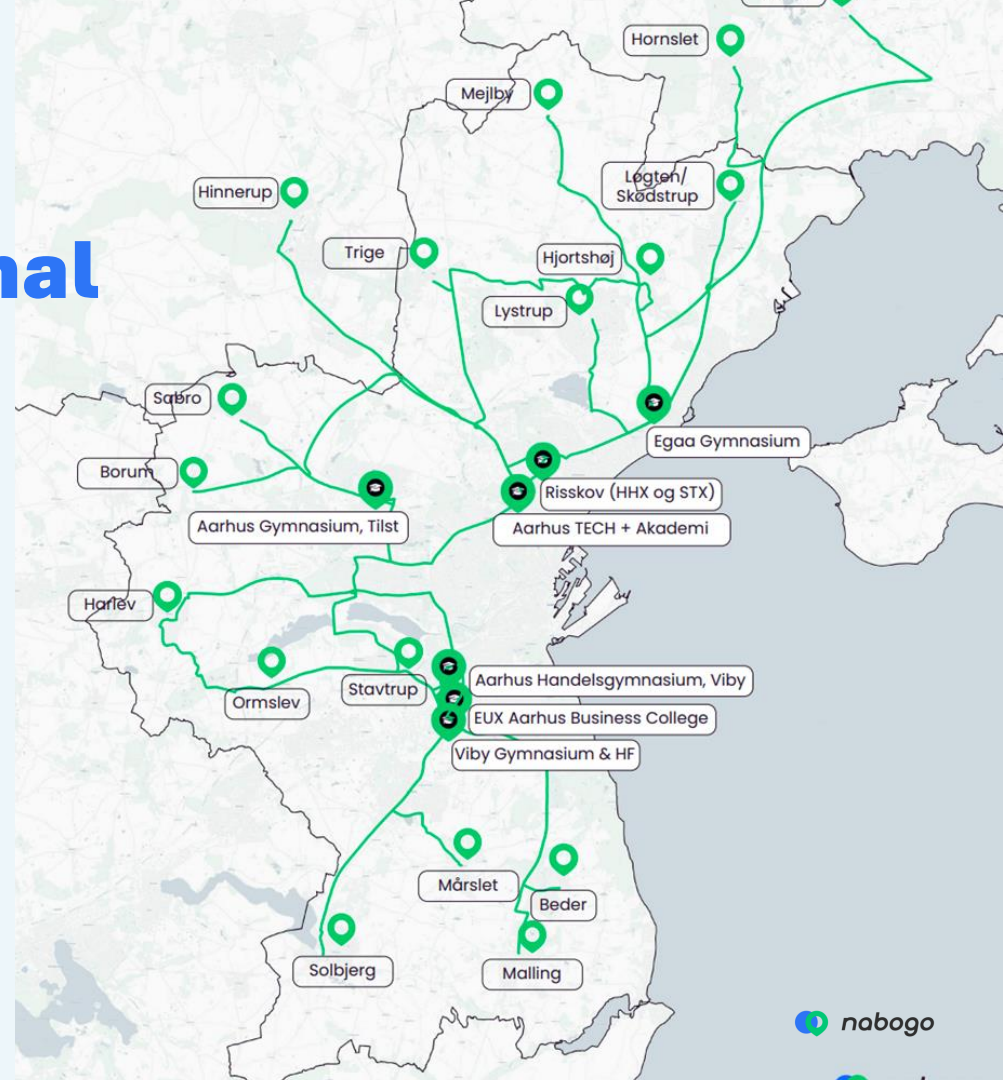 Hornslet
Mejlby
Løgten/
Skødstrup
Hinnerup
Trige
Hjortshøj
Lystrup
nal
Sabro
Egaa Gymnasium
Borum
Risskov (HHX og STX)
Aarhus Gymnasium, Tilst
Aarhus TECH + Akademi
Harlev
Aarhus Handelsgymnasium, Viby
Stavtrup
Ormslev
EUX Aarhus Business College
Viby Gymnasium & HF
Mårslet
Beder
Solbjerg
Malling
nabogo